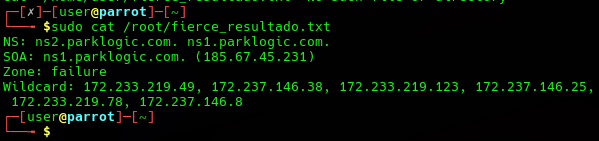 ┌─[✗]─[user@parrot]─[~]
└──╼ $sudo cat /root/fierce_resultado.txt
NS: ns2.parklogic.com. ns1.parklogic.com.
SOA: ns1.parklogic.com. (185.67.45.231)
Zone: failure
Wildcard: 172.233.219.49, 172.237.146.38, 172.233.219.123, 172.237.146.25,
172.233.219.78, 172.237.146.8
┌─[user@parrot]─[~]
└──╼ $